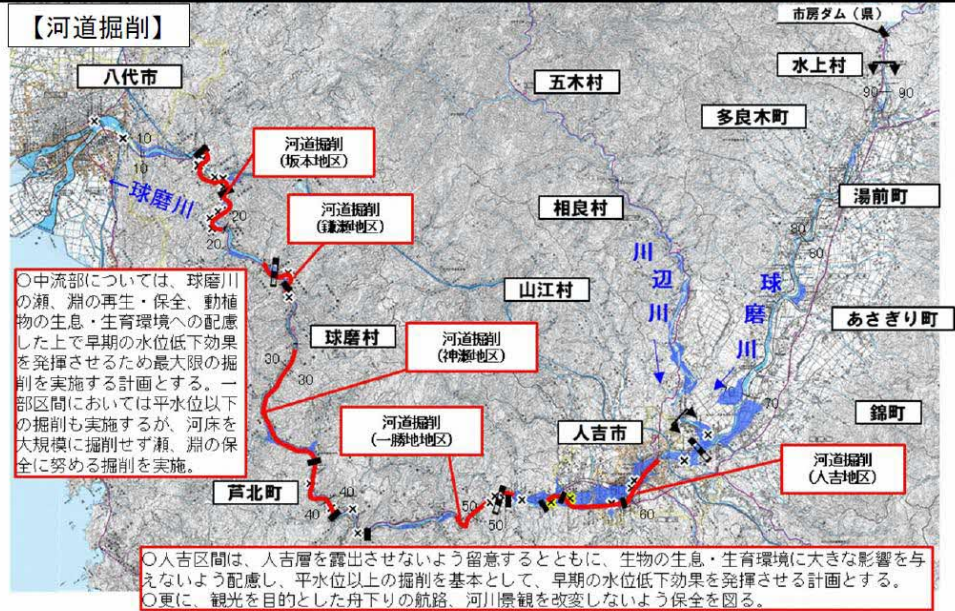 【河道掘削】
市房ダム（県）
八代市
水上村
五木村
90
90
多良木町
10
10
河道掘削
（坂本地区）
湯前町
←球磨川
相良村
20
20
河道掘削
（鎌瀬地区）
80
80
川辺川
球磨川
山江村
○中流部については、球磨川
の瀬、淵の再生・保全、動植
物の生息・生育環境への配慮
した上で早期の水位低下効果
を発揮させるため最大限の掘
削を実施する計画とする。一
部区間においては平水位以下
の掘削も実施するが、河床を
大規模に掘削せず瀬、淵の保
全に努める掘削を実施。
球磨村
あさぎり町
河道掘削
（神瀬地区）
30
30
70
河道掘削
（一勝地地区）
錦町
人吉市
河道掘削
（人吉地区）
芦北町
40
40
50
50
60
○人吉区間は、人吉層を露出させないよう留意するとともに、生物の生息・生育環境に大きな影響を与
えないよう配慮し、平水位以上の掘削を基本として、早期の水位低下効果を発揮させる計画とする。
○更に、観光を目的とした舟下りの航路、河川景観を改変しないよう保全を図る。